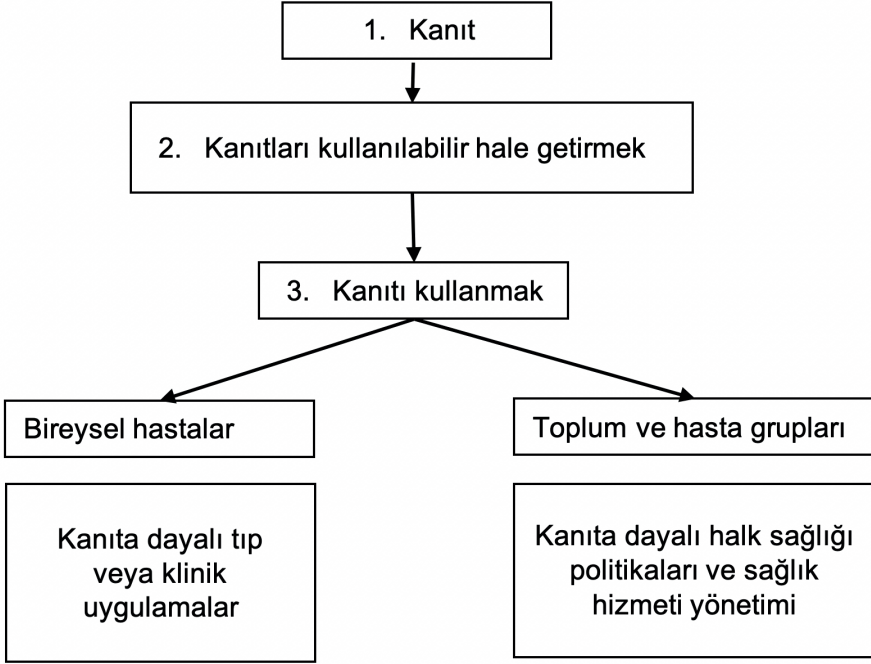 1. Kanıt
2. Kanıtları kullanılabilir hale getirmek
3. Kanıtı kullanmak
Bireysel hastalar
Toplum ve hasta grupları
Kanıta dayalı tıp
veya klinik
uygulamalar
Kanıta dayalı halk sağlığı
politikaları ve sağlık
hizmeti yönetimi